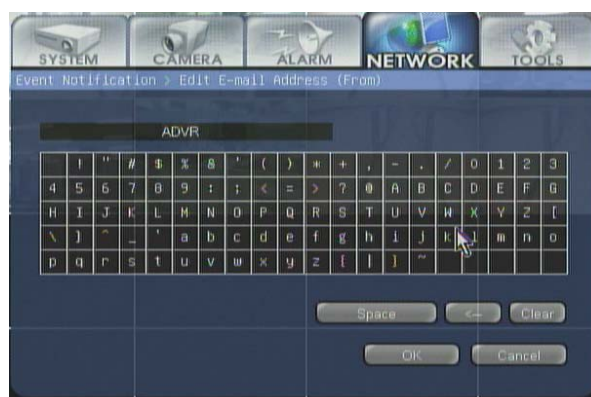 SYSTEM CAMERA ALARM NETWORK TOOLS
Event Notification > Edit E-mail Address (From)
ADVR
! " # $ % & ' ( ) * + , - . / 0 1 2 3
4 5 6 7 8 9 : ; < = > ? @ A B C D E F G
H I J K L M N O P Q R S T U V W X Y Z [
\ ] ^ _ ' a b c d e f g h i j k l m n o
p q r s t u v w x y z { | } ~
Space <-- Clear
OK Cancel